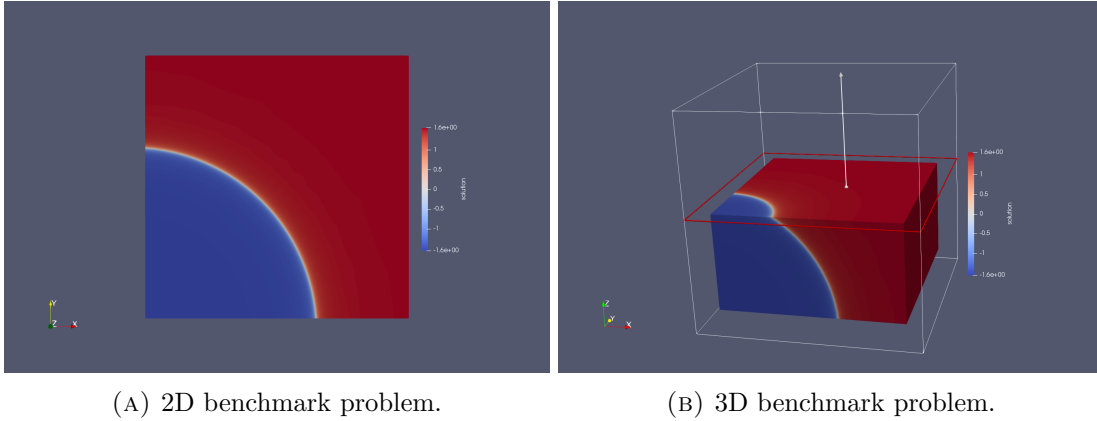 1.6e+00
1
0.5
0
-0.5
-1
-1.6e+00
solution
Y
Z
X
1.6e+00
1
0.5
0
-0.5
-1
-1.6e+00
solution
Z
Y
X
(A) 2D benchmark problem.
(B) 3D benchmark problem.